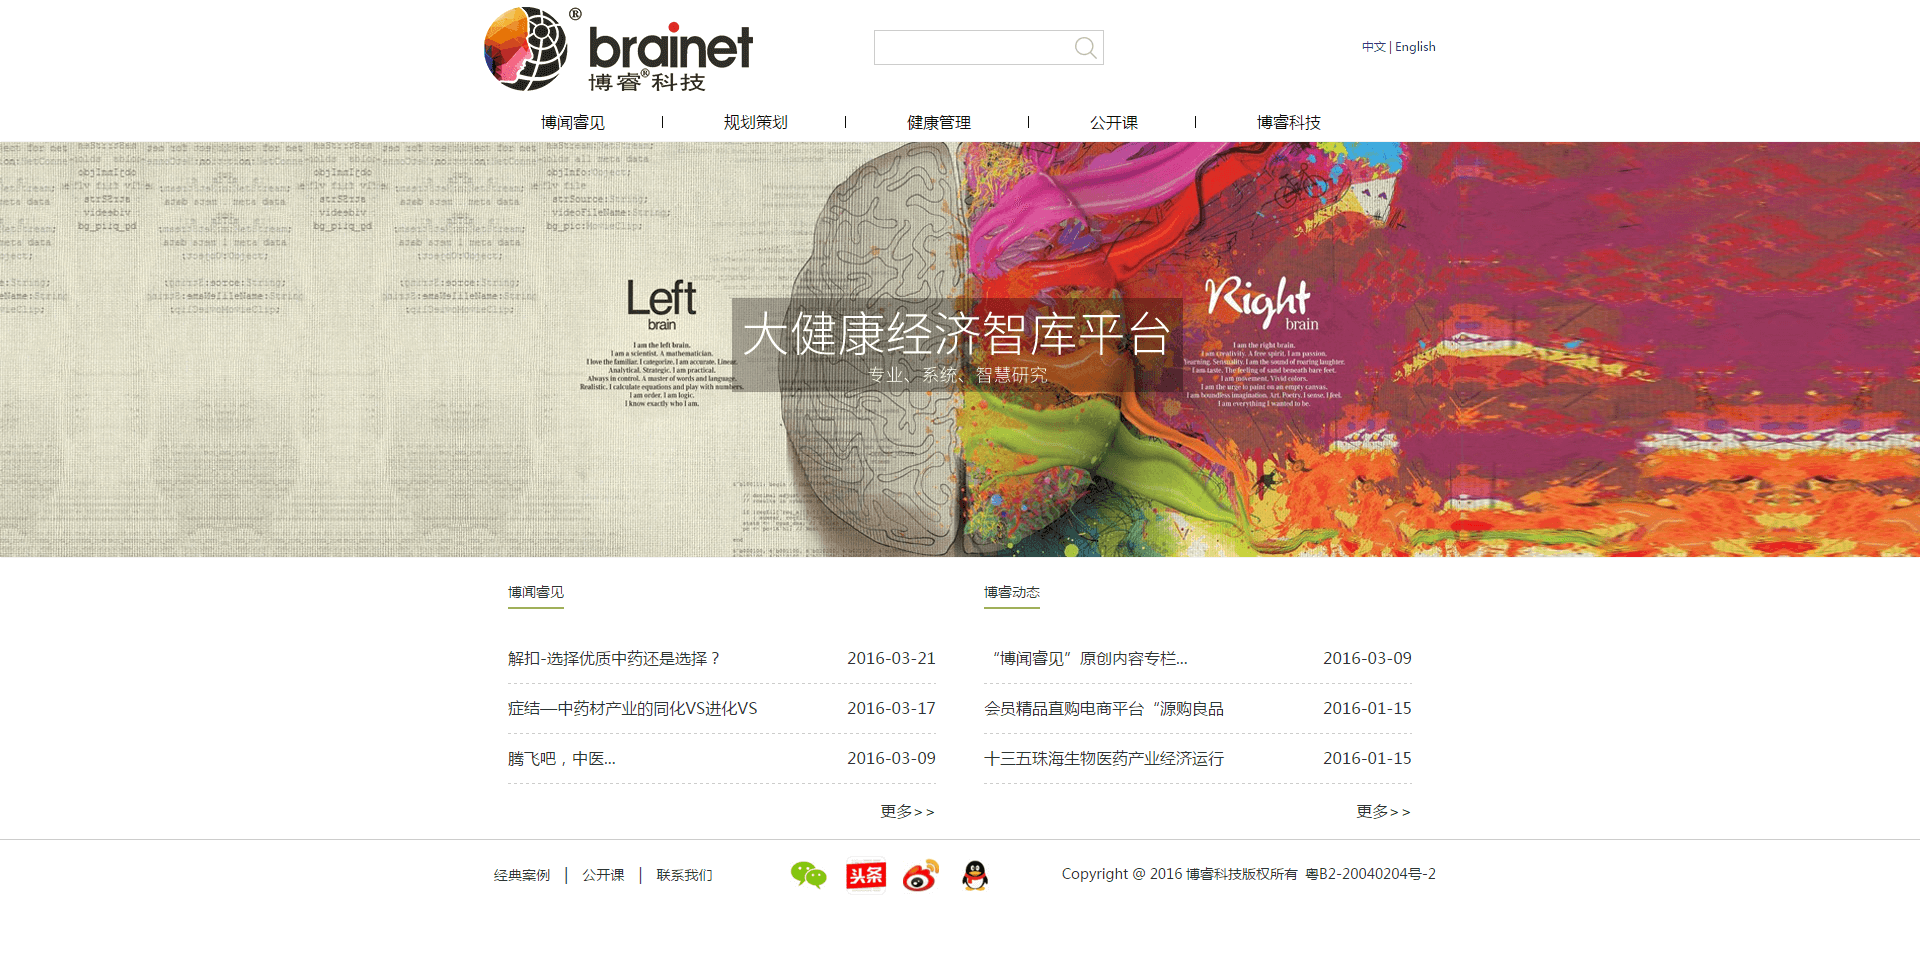 ®
brainet
博睿®科技
中文 | English
博闻睿见
规划策划
健康管理
公开课
博睿科技
objInfo:Object;
strSource:String;
videoFileName:String;
bg_pic:MovieClip;
Left
brain
I am the left brain.
I am a scientist. A mathematician.
I love the familiar. I categorize. I am accurate. Linear.
Analytical. Strategic. I am practical.
Always in control. A master of words and language.
Realistic. I calculate equations and play with numbers.
I am order. I am logic.
I know exactly who I am.
大健康经济智库平台
专业、系统、智慧研究
Right
brain
I am the right brain.
I am creativity. A free spirit. I am passion.
Yearning. Sensuality. I am the sound of roaring laughter.
I am taste. The feeling of sand beneath bare feet.
I am movement. Vivid colors.
I am the urge to paint on an empty canvas.
I am boundless imagination. Art. Poetry. I sense. I feel.
I am everything I wanted to be.
博闻睿见
解扣-选择优质中药还是选择？ 2016-03-21
症结—中药材产业的同化VS进化VS 2016-03-17
腾飞吧，中医... 2016-03-09
更多>>
博睿动态
“博闻睿见”原创内容专栏... 2016-03-09
会员精品直购电商平台“源购良品 2016-01-15
十三五珠海生物医药产业经济运行 2016-01-15
更多>>
经典案例 | 公开课 | 联系我们
头条
Copyright @ 2016 博睿科技版权所有 粤B2-20040204号-2